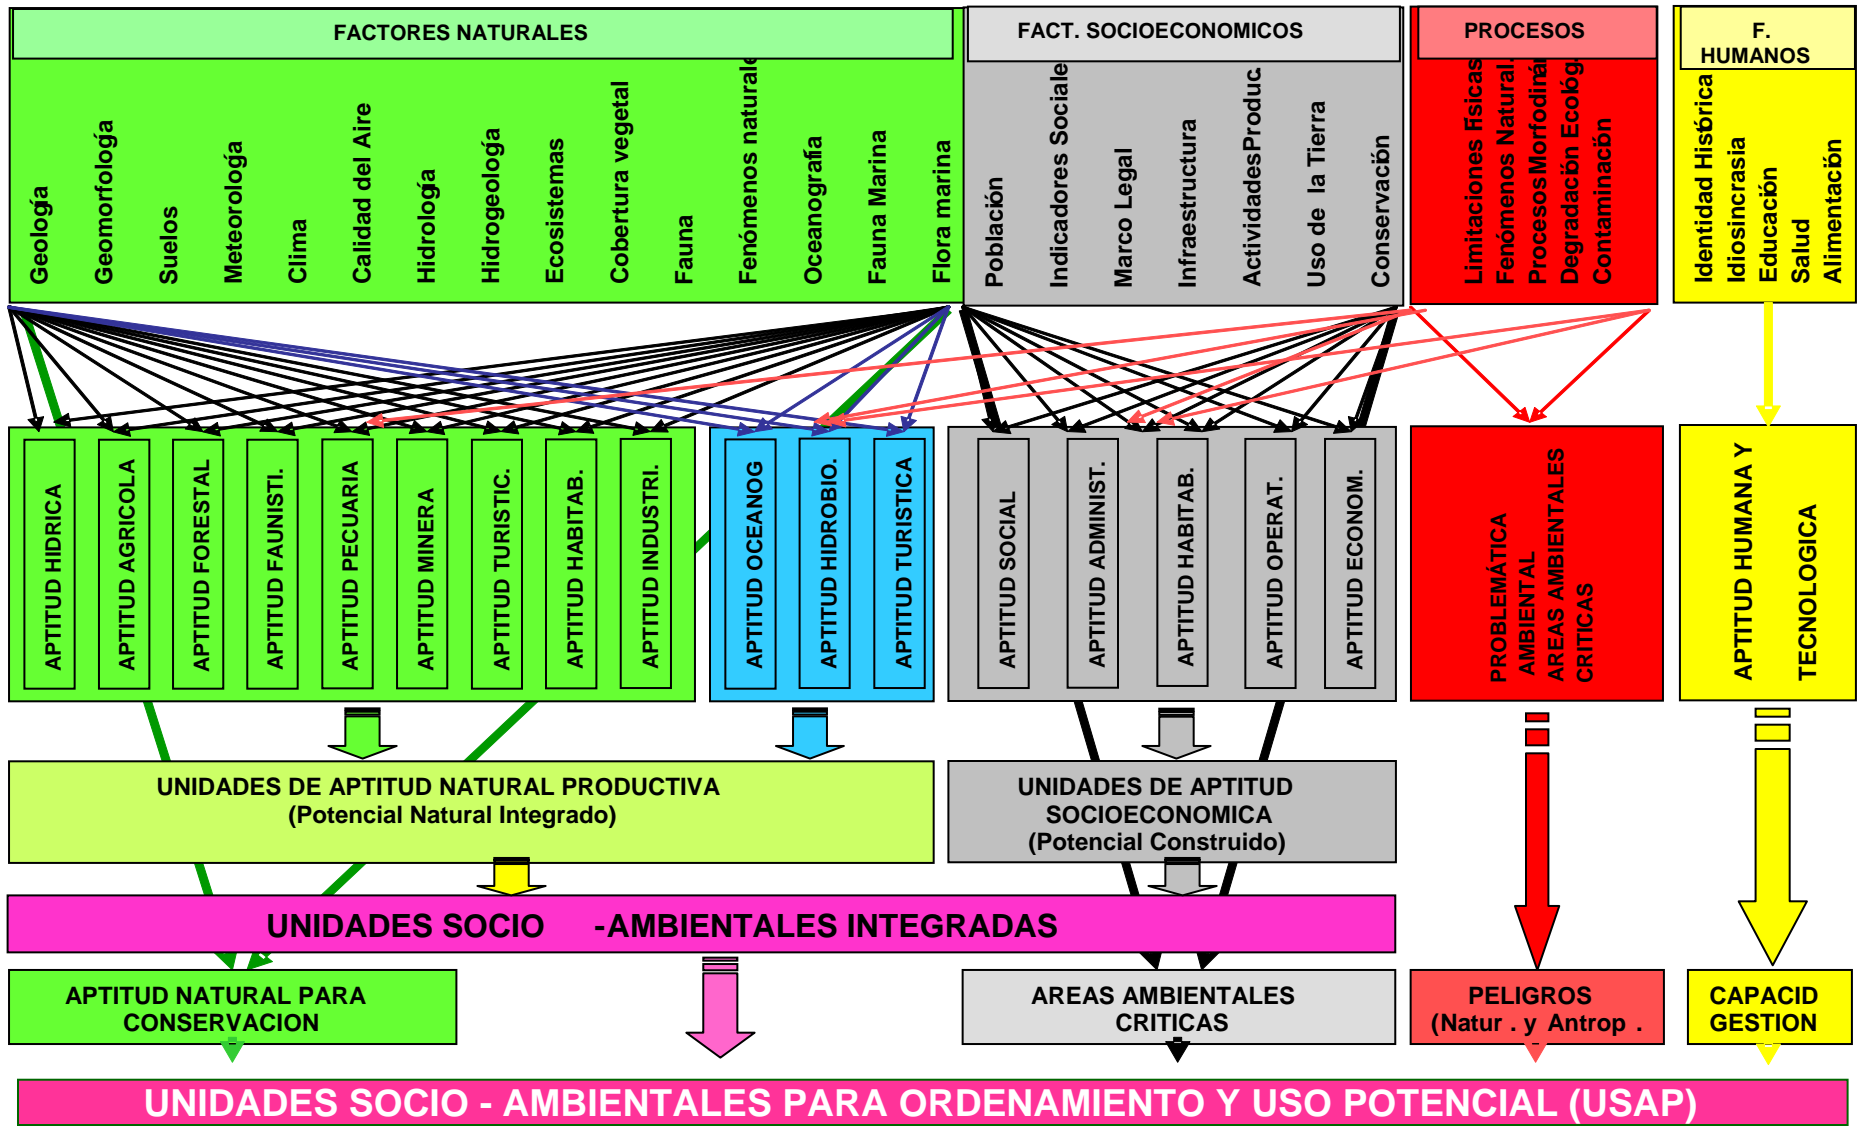 FACTORES NATURALES
Geología
Geomorfología
Suelos
Meteorología
Clima
Calidad del Aire
Hidrología
Hidrogeología
Ecosistemas
Cobertura vegetal
Fauna
Fenómenos naturale
Oceanografía
Fauna Marina
Flora marina
FACT. SOCIOECONOMICOS
Población
Indicadores Sociale
Marco Legal
Infraestructura
ActividadesProduc.
Uso de la Tierra
Conservación
PROCESOS
Limitaciones Físicas
Fenómenos Natural.
ProcesosMorfodinár
Degradación Ecológ.
Contaminación
F.
HUMANOS
Identidad Histórica
Idiosincrasia
Educación
Salud
Alimentación
APTITUD HIDRICA
APTITUD AGRICOLA
APTITUD FORESTAL
APTITUD FAUNISTI.
APTITUD PECUARIA
APTITUD MINERA
APTITUD TURISTIC.
APTITUD HABITAB.
APTITUD INDUSTRI.
APTITUD OCEANOG
APTITUD HIDROBIO.
APTITUD TURISTICA
APTITUD SOCIAL
APTITUD ADMINIST.
APTITUD HABITAB.
APTITUD OPERAT.
APTITUD ECONOM.
PROBLEMÁTICA
AMBIENTAL
AREAS AMBIENTALES
CRITICAS
APTITUD HUMANA Y
TECNOLOGICA
UNIDADES DE APTITUD NATURAL PRODUCTIVA
(Potencial Natural Integrado)
UNIDADES DE APTITUD
SOCIOECONOMICA
(Potencial Construido)
UNIDADES SOCIO -AMBIENTALES INTEGRADAS
APTITUD NATURAL PARA
CONSERVACION
AREAS AMBIENTALES
CRITICAS
PELIGROS
(Natur . y Antrop .
CAPACID
GESTION
UNIDADES SOCIO - AMBIENTALES PARA ORDENAMIENTO Y USO POTENCIAL (USAP)